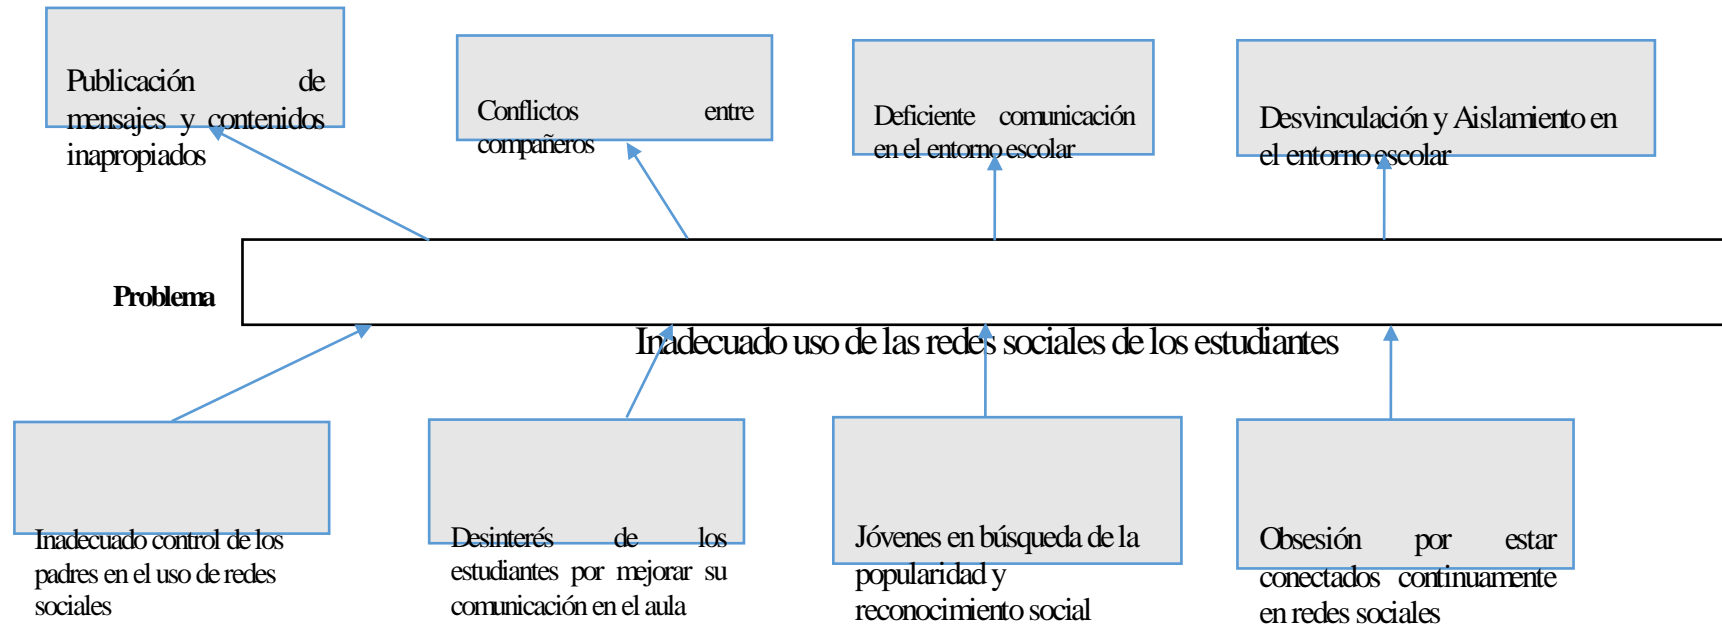 Publicación de
mensajes y contenidos
inapropiados
Conflictos entre
compañeros
Deficiente comunicación
en el entorno escolar
Desvinculación y Aislamiento en
el entorno escolar
Problema
Inadecuado uso de las redes sociales de los estudiantes
Inadecuado control de los
padres en el uso de redes
sociales
Desinterés de los
estudiantes por mejorar su
comunicación en el aula
Jóvenes en búsqueda de la
popularidad y
reconocimiento social
Obsesión por estar
conectados continuamente
en redes sociales